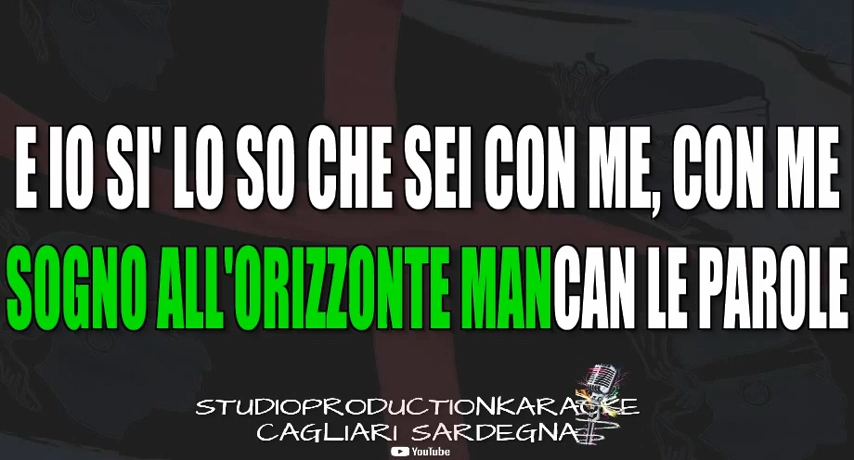 E IO SI' LO SO CHE SEI CON ME, CON ME
SOGNO ALL'ORIZZONTE MANCAN LE PAROLE
STUDIOPRODUCTIONKARAOKE
CAGLIARI SARDEGNA
YouTube